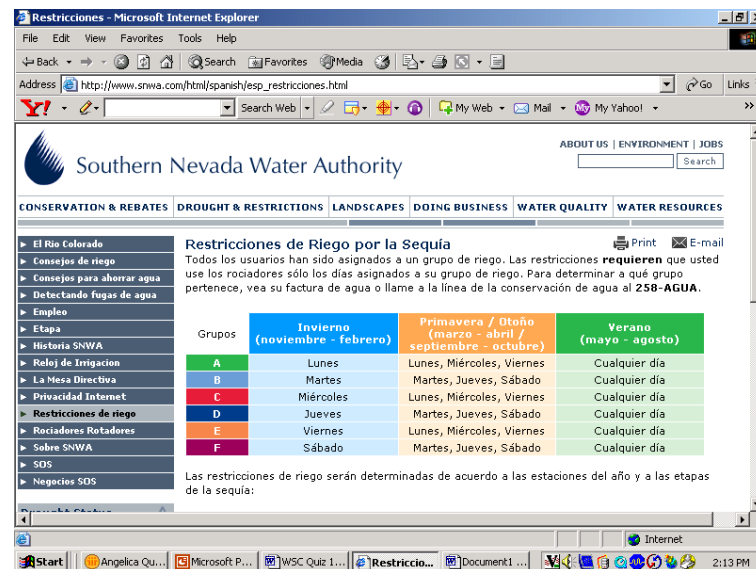 Restricciones - Microsoft Internet Explorer
File Edit View Favorites Tools Help
Back Search Favorites Media
Address http://www.snwa.com/html/spanish/esp_restricciones.html Go Links
Y! Search Web My Web Mail My Yahoo! »
ABOUT US | ENVIRONMENT | JOBS
Search
Southern Nevada Water Authority
CONSERVATION & REBATES DROUGHT & RESTRICTIONS LANDSCAPES DOING BUSINESS WATER QUALITY WATER RESOURCES
El Rio Colorado
Consejos de riego
Consejos para ahorrar agua
Detectando fugas de agua
Empleo
Etapa
Historia SNWA
Reloj de Irrigacion
La Mesa Directiva
Privacidad Internet
Restricciones de riego
Rociadores Rotadores
Sobre SNWA
SOS
Negocios SOS
Drought Status
Restricciones de Riego por la Sequía
Print E-mail
Todos los usuarios han sido asignados a un grupo de riego. Las restricciones requieren que usted
use los rociadores sólo los días asignados a su grupo de riego. Para determinar a qué grupo
pertenece, vea su factura de agua o llame a la línea de la conservación de agua al 258-AGUA.
Grupos Invierno (noviembre - febrero) Primavera / Otoño (marzo - abril / septiembre - octubre) Verano (mayo - agosto)
A Lunes Lunes, Miércoles, Viernes Cualquier día
B Martes Martes, Jueves, Sábado Cualquier día
C Miércoles Lunes, Miércoles, Viernes Cualquier día
D Jueves Martes, Jueves, Sábado Cualquier día
E Viernes Lunes, Miércoles, Viernes Cualquier día
F Sábado Martes, Jueves, Sábado Cualquier día
Las restricciones de riego serán determinadas de acuerdo a las estaciones del año y a las etapas
de la sequía:
Internet
Start Angelica Qu... Microsoft P... WSC Quiz 1... Restriccio... Document1 ... 2:13 PM